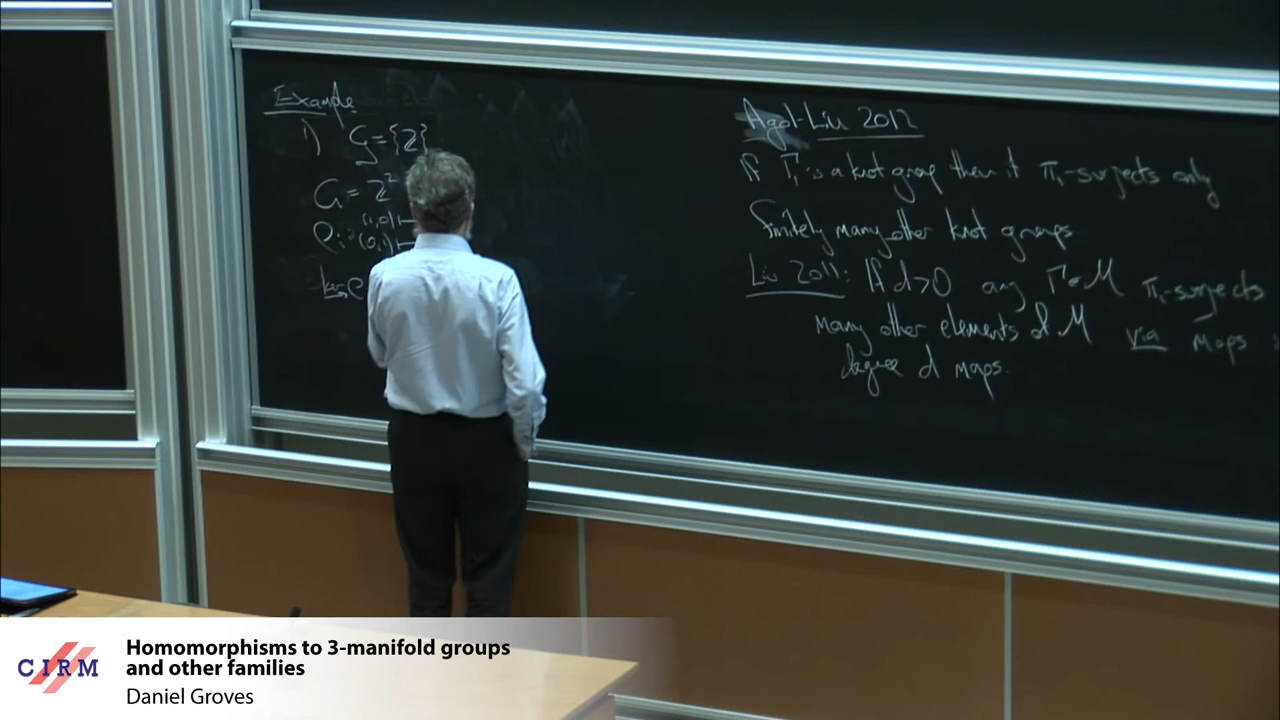 Example
1) G = {Z}
G = Z²
ρi: (1,0) ↦
(0,1) ↦
ker ρ
Agol-Liu 2012
If Γ is a knot group then it π₁-surjects only
finitely many other knot groups
Liu 2011: If d>0 any Γ∈M π₁-surjects
many other elements of M via maps
degree d maps.
CIRM
Homomorphisms to 3-manifold groups
and other families
Daniel Groves